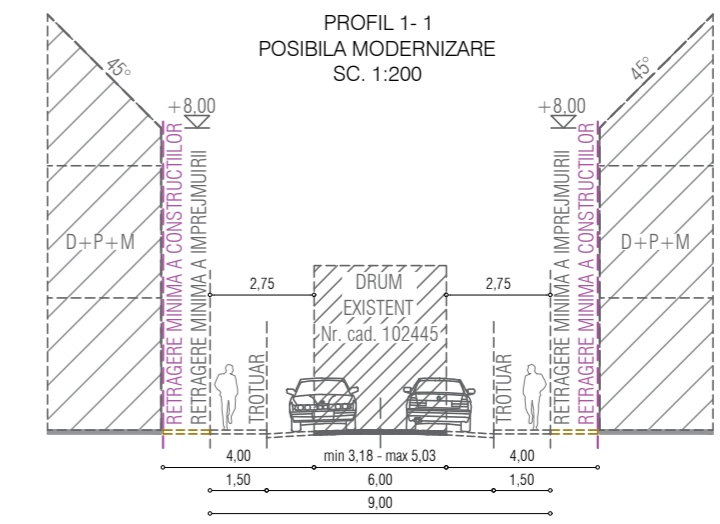 PROFIL 1- 1
POSIBILA MODERNIZARE
SC. 1:200
45°
45°
+8,00
+8,00
RETRAGERE MINIMA A CONSTRUCTIILOR
RETRAGERE MINIMA A IMPREJMUIRII
RETRAGERE MINIMA A IMPREJMUIRII
RETRAGERE MINIMA A CONSTRUCTIILOR
D+P+M
D+P+M
2,75
2,75
DRUM
EXISTENT
Nr. cad. 102445
TROTUAR
TROTUAR
4,00
min 3,18 - max 5,03
4,00
1,50
6,00
1,50
9,00